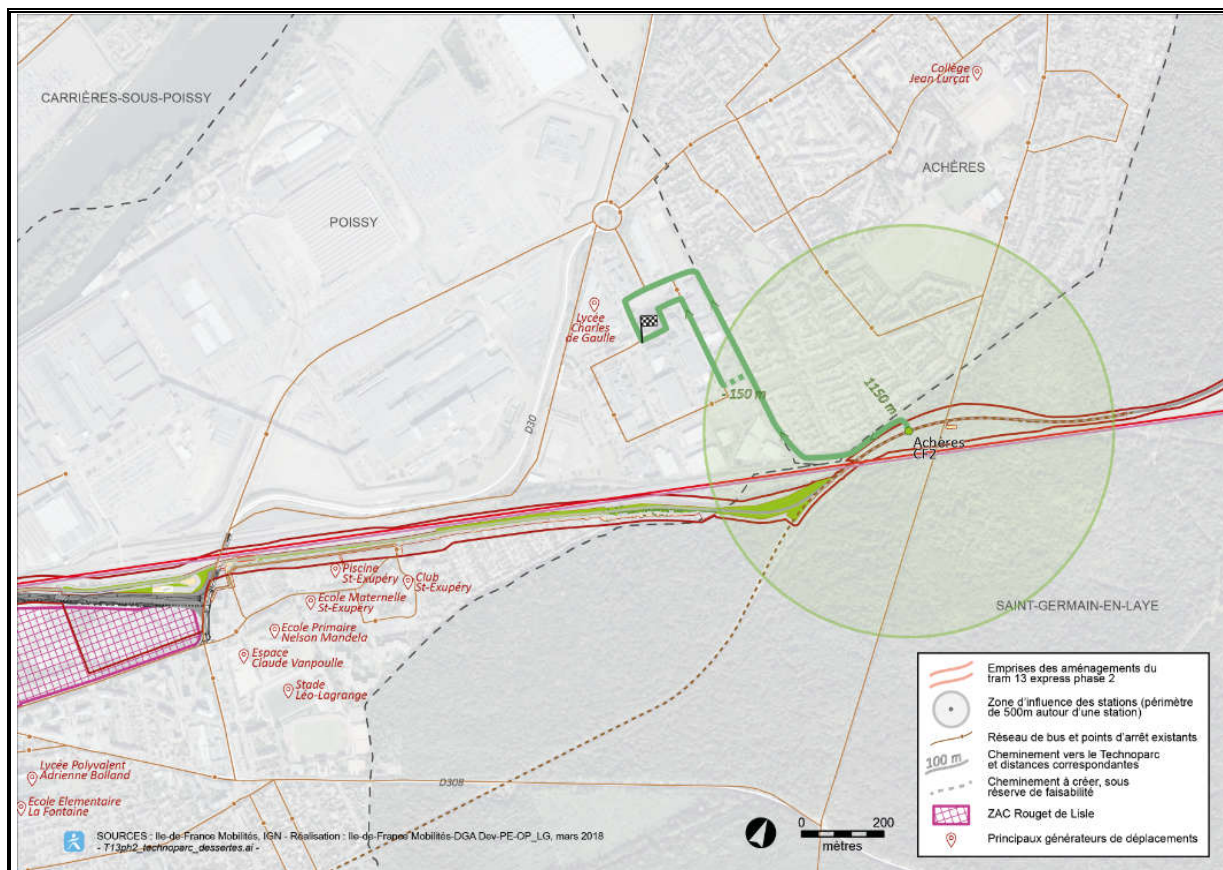 CARRIÈRES-SOUS-POISSY
Collège
Jean Lurçat
ACHÈRES
POISSY
Lycée
Charles
de Gaulle
- 150 m
1150 m
D30
Achères
CF2
Piscine
St-Exupéry
Club
St-Exupéry
Ecole Maternelle
St-Exupéry
Ecole Primaire
Nelson Mandela
Espace
Claude Vanpoulle
Stade
Léo-Lagrange
SAINT-GERMAIN-EN-LAYE
Lycée Polyvalent
Adrienne Bolland
Ecole Elementaire
La Fontaine
D308
Emprises des aménagements du
tram 13 express phase 2
Zone d'influence des stations (périmètre
de 500m autour d'une station)
Réseau de bus et points d'arrêt existants
100 m
Cheminement vers le Technoparc
et distances correspondantes
Cheminement à créer, sous
réserve de faisabilité
ZAC Rouget de Lisle
Principaux générateurs de déplacements
0 200
mètres
SOURCES : Ile-de-France Mobilités, IGN - Réalisation : Ile-de-France Mobilités-DGA Dev-PE-OP_LG, mars 2018
- T13ph2_technoparc_dessertes.ai -